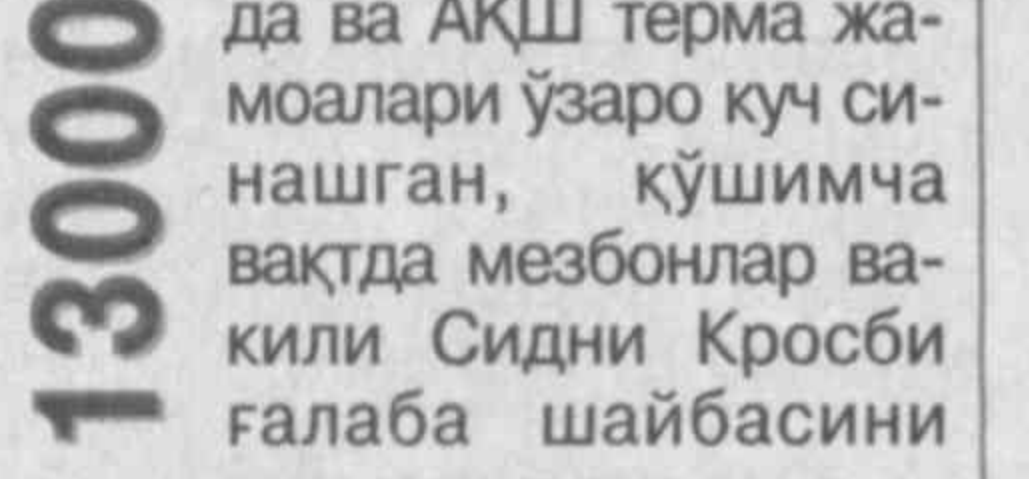 13000
да ва АҚШ терма жа-
моалари ўзаро куч си-
нашган, қўшимча
вақтда мезбонлар ва-
кили Сидни Кросби
ғалаба шайбасини